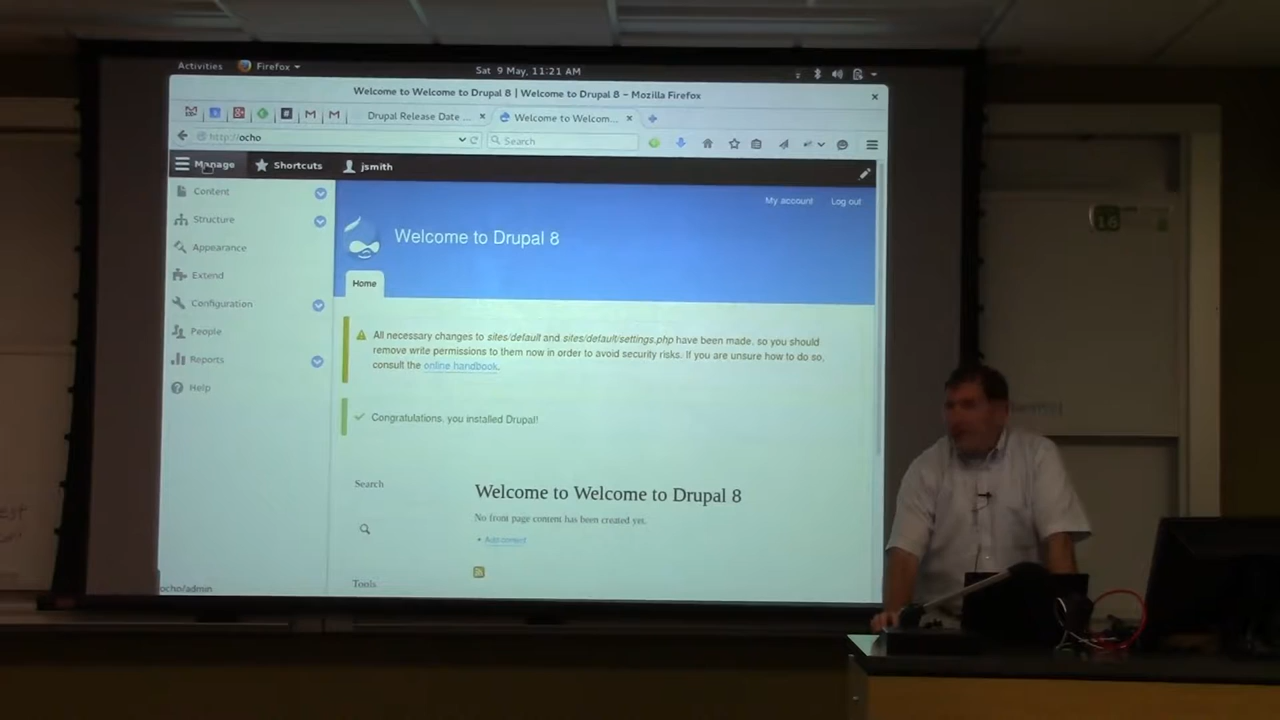 Activities Firefox Sat 9 May, 11:21 AM
Welcome to Welcome to Drupal 8 | Welcome to Drupal 8 – Mozilla Firefox
Drupal Release Date ... Welcome to Welcom...
http://ocho Search
Manage Shortcuts jsmith
Content
Structure
Appearance
Extend
Configuration
People
Reports
Help
My account Log out
Welcome to Drupal 8
Home
All necessary changes to sites/default and sites/default/settings.php have been made, so you should
remove write permissions to them now in order to avoid security risks. If you are unsure how to do so,
consult the online handbook.
Congratulations, you installed Drupal!
Search
Welcome to Welcome to Drupal 8
No front page content has been created yet.
Add content
Tools
ocho/admin
16